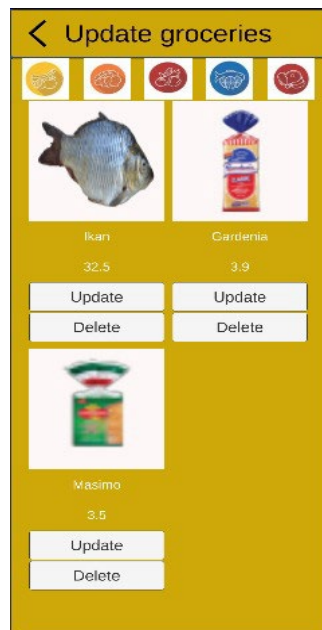 Update groceries
Ikan
32.5
Update
Delete
Gardenia
3.9
Update
Delete
Masimo
3.5
Update
Delete